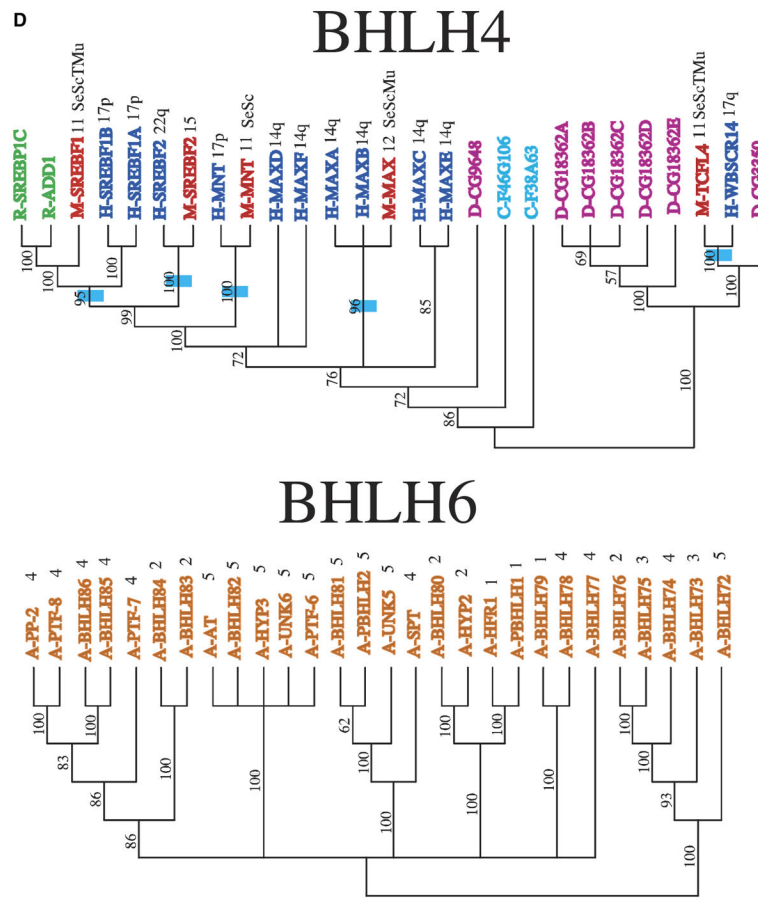 D
BHLH4
R-SREBP1C
R-ADD1
M-SREBF1 11 SeScTMu
H-SREBF1B 17p
H-SREBF1A 17p
H-SREBF2 22q
M-SREBF2 15
H-MNT 17p
M-MNT 11 SeSc
H-MAXD 14q
H-MAXF 14q
H-MAXA 14q
H-MAXB 14q
M-MAX 12 SeScMu
H-MAXC 14q
H-MAXE 14q
D-CG9648
C-F46G106
C-F38A63
D-CG18362A
D-CG18362B
D-CG18362C
D-CG18362D
D-CG18362E
M-TCFL4 11 SeScTMu
H-WBSCR14 17q
100
100
95
100
100
99
100
100
72
96
85
76
72
86
69
57
100
100
100
100
BHLH6
A-PP-2 4
A-PTF-8 4
A-BHLH86 4
A-BHLH85 4
A-PTF-7 4
A-BHLH84 2
A-BHLH83 2
A-AT 5
A-BHLH82 5
A-HYP3 5
A-UNK6 5
A-PTF-6 5
A-BHLH81 5
A-PBHLH2 5
A-UNK5 5
A-SPT 4
A-BHLH80 2
A-HYP2 2
A-HFR1 1
A-PBHLH1 1
A-BHLH79 1
A-BHLH78 4
A-BHLH77 4
A-BHLH76 2
A-BHLH75 3
A-BHLH74 4
A-BHLH73 3
A-BHLH72 5
100
100
83
86
100
86
100
62
100
100
100
100
100
100
100
100
93
100